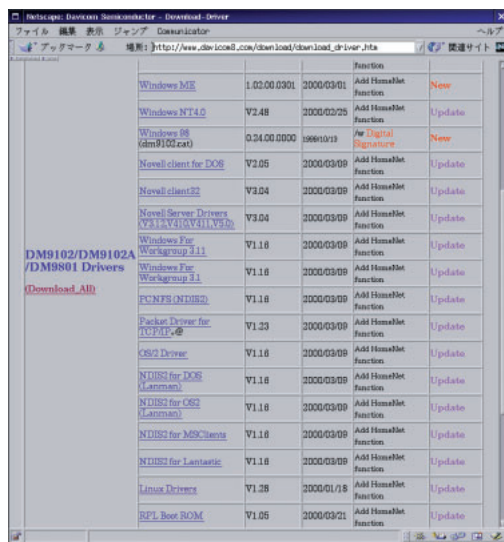 Netscape: Davicom Semiconductor - Download-Driver
ファイル 編集 表示 ジャンプ Communicator ヘルプ
ブックマーク 場所: http://www.davicom8.com/download/download_driver.htm 関連サイト
function
Windows ME 1.02.00.0301 2000/03/01 Add HomeNet function New
Windows NT4.0 V2.48 2000/02/25 Add HomeNet function Update
Windows 98 (dm9102.cat) 0.24.00.0000 1999/10/13 /w Digital Signature New
Novell client for DOS V2.05 2000/03/09 Add HomeNet function Update
Novell client32 V3.04 2000/03/09 Add HomeNet function Update
Novell Server Drivers (V3.12,V410,V411,V5.0) V3.04 2000/03/09 Add HomeNet function Update
DM9102/DM9102A
/DM9801 Drivers
(Download_All)
Windows For Workgroup 3.11 V1.16 2000/03/09 Add HomeNet function Update
Windows For Workgroup 3.1 V1.16 2000/03/09 Add HomeNet function Update
PCNFS (NDIS2) V1.16 2000/03/09 Add HomeNet function Update
Packet Driver for TCP/IP.@ V1.23 2000/03/09 Add HomeNet function Update
OS/2 Driver V1.16 2000/03/09 Add HomeNet function Update
NDIS2 for DOS (Lanman) V1.16 2000/03/09 Add HomeNet function Update
NDIS2 for OS2 (Lanman) V1.16 2000/03/09 Add HomeNet function Update
NDIS2 for MSClients V1.16 2000/03/09 Add HomeNet function Update
NDIS2 for Lantastic V1.16 2000/03/09 Add HomeNet function Update
Linux Drivers V1.28 2000/01/18 Add HomeNet function Update
RPL Boot ROM V1.05 2000/03/21 Add HomeNet function Update